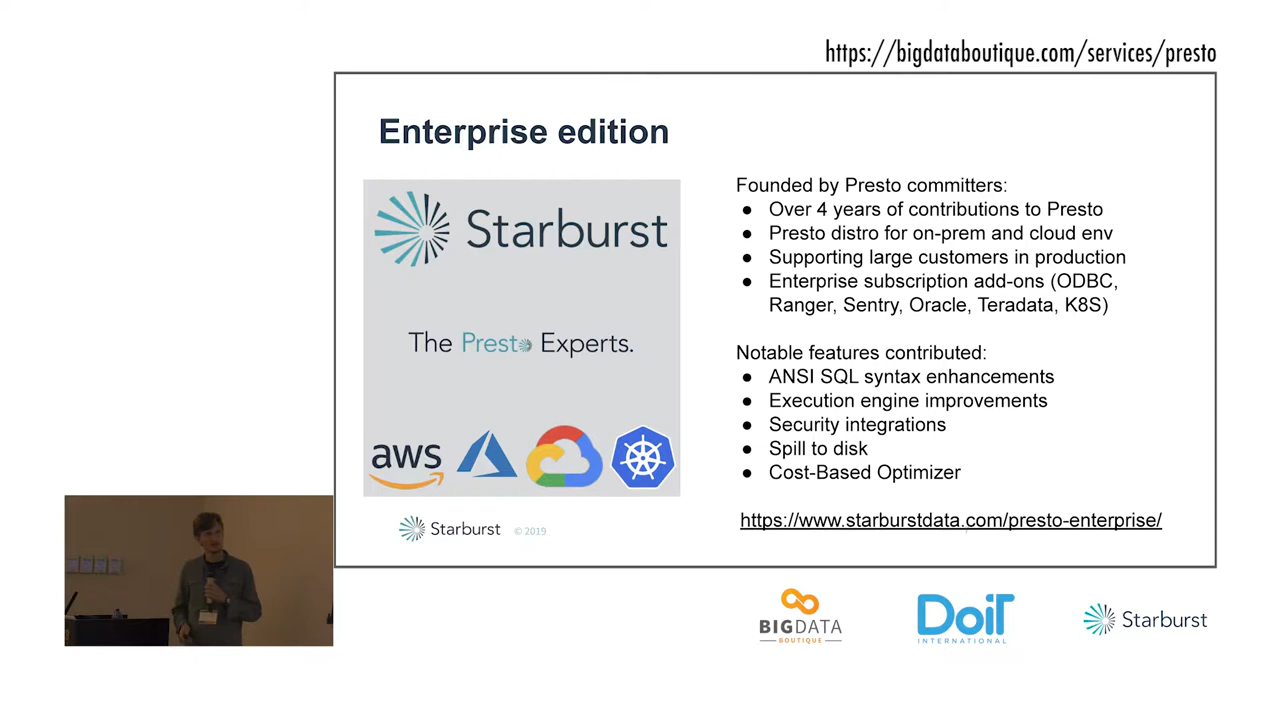 https://bigdataboutique.com/services/presto
Enterprise edition
Starburst
The Presto Experts.
aws
Founded by Presto committers:
● Over 4 years of contributions to Presto
● Presto distro for on-prem and cloud env
● Supporting large customers in production
● Enterprise subscription add-ons (ODBC,
Ranger, Sentry, Oracle, Teradata, K8S)
Notable features contributed:
● ANSI SQL syntax enhancements
● Execution engine improvements
● Security integrations
● Spill to disk
● Cost-Based Optimizer
https://www.starburstdata.com/presto-enterprise/
Starburst © 2019
BIGDATA
BOUTIQUE
DoiT
INTERNATIONAL
Starburst